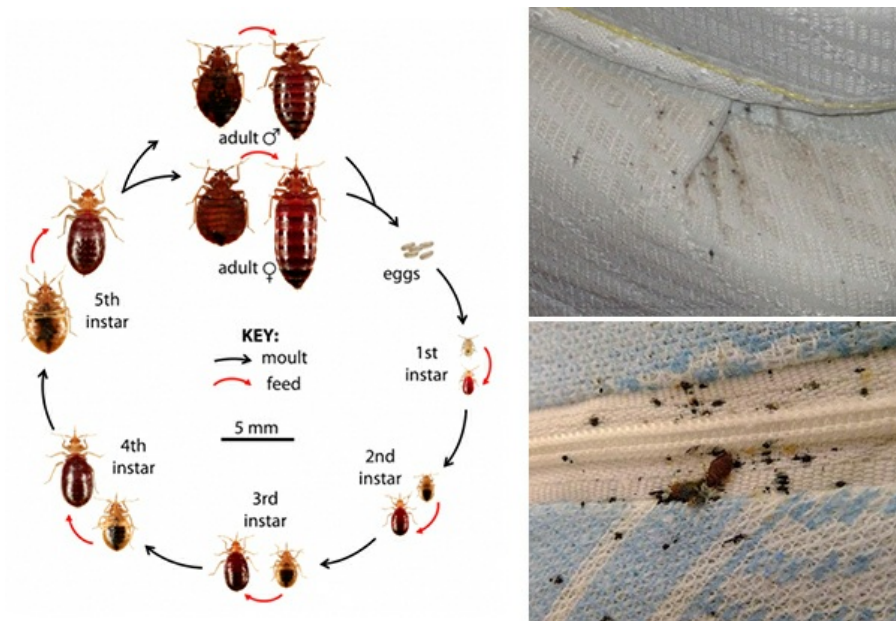 adult ♂
adult ♀
eggs
5th
instar
KEY:
moult
feed
1st
instar
5 mm
4th
instar
2nd
instar
3rd
instar